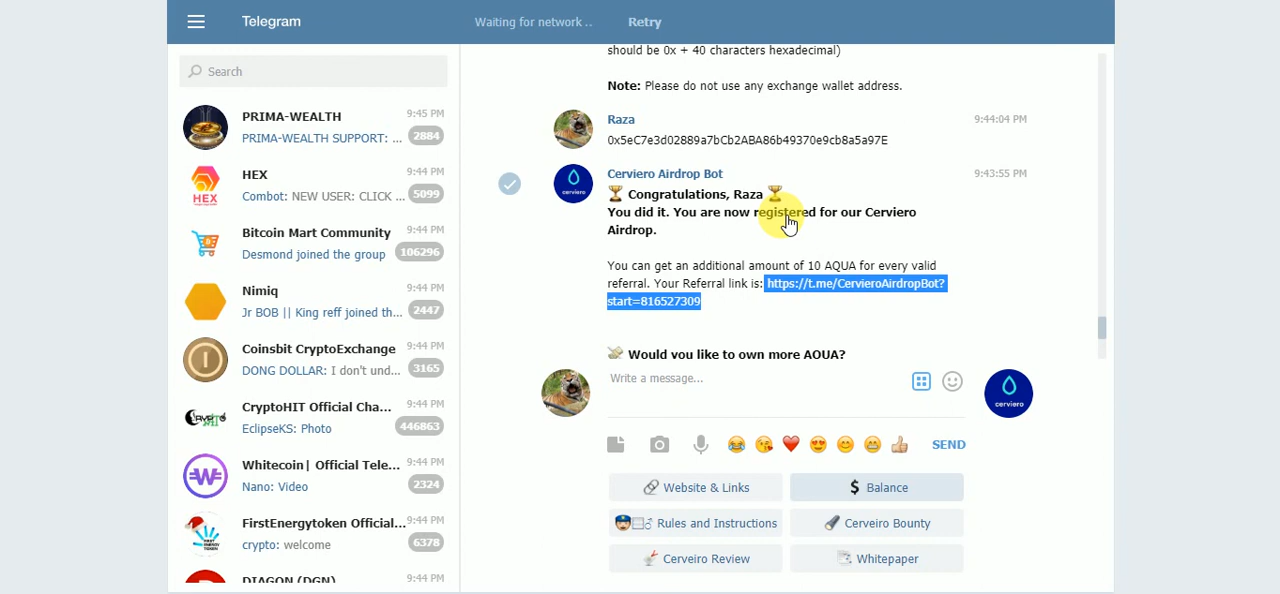 Telegram
Waiting for network ..
Retry
Search
PRIMA-WEALTH
9:45 PM
PRIMA-WEALTH SUPPORT: ...
2884
HEX
9:44 PM
Combot: NEW USER: CLICK ...
5099
Bitcoin Mart Community
9:44 PM
Desmond joined the group
106296
Nimiq
9:44 PM
Jr BOB || King reff joined th...
2447
Coinsbit CryptoExchange
9:44 PM
DONG DOLLAR: I don't und...
3165
CryptoHIT Official Cha...
9:44 PM
EclipseKS: Photo
446863
Whitecoin| Official Tele...
9:44 PM
Nano: Video
2324
FirstEnergytoken Official...
9:44 PM
crypto: welcome
6378
DIAGON (DGN)
9:44 PM
should be 0x + 40 characters hexadecimal)
Note: Please do not use any exchange wallet address.
Raza
9:44:04 PM
0x5eC7e3d02889a7bCb2ABA86b49370e9cb8a5a97E
Cerviero Airdrop Bot
9:43:55 PM
cerviero
🏆 Congratulations, Raza 🏆
You did it. You are now registered for our Cerviero
Airdrop.
You can get an additional amount of 10 AQUA for every valid
referral. Your Referral link is: https://t.me/CervieroAirdropBot?
start=816527309
Would you like to own more AQUA?
Write a message...
cerviero
SEND
Website & Links
Balance
Rules and Instructions
Cerveiro Bounty
Cerveiro Review
Whitepaper